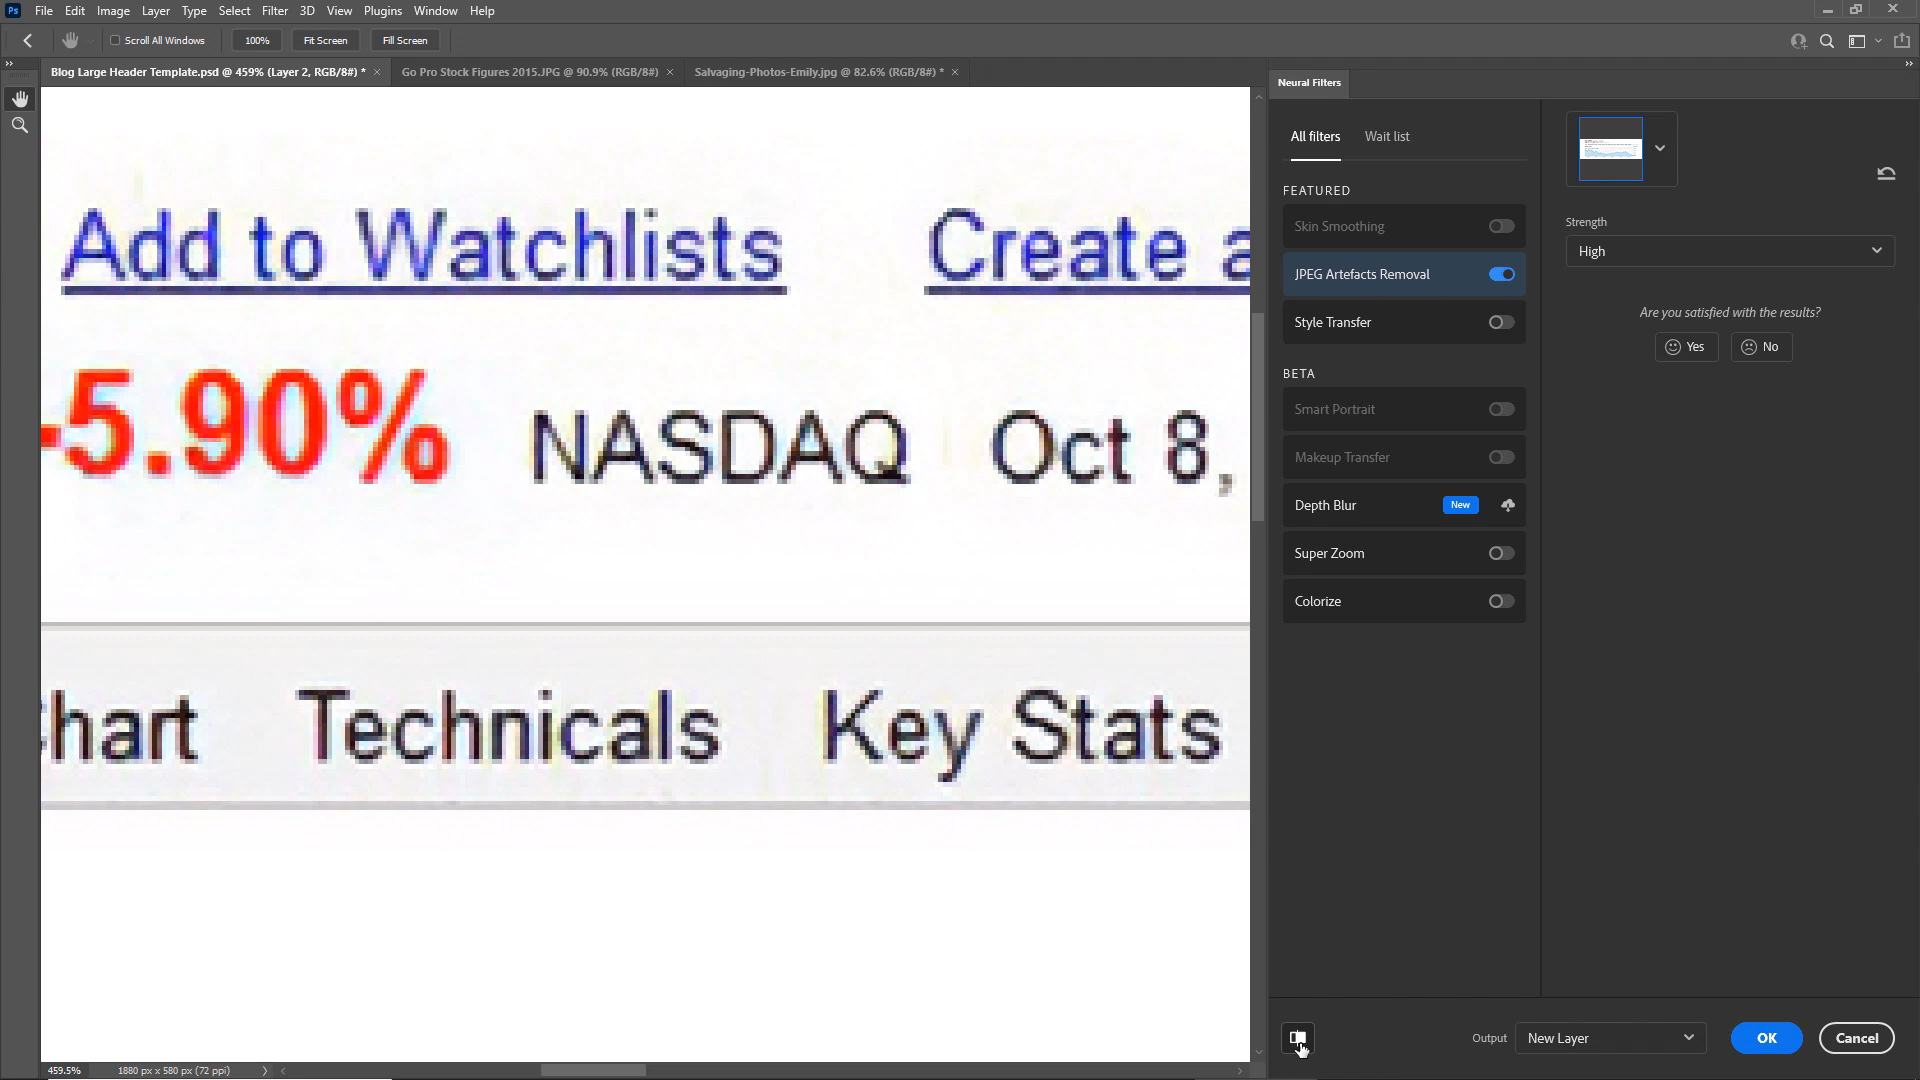 Ps File Edit Image Layer Type Select Filter 3D View Plugins Window Help
Scroll All Windows 100% Fit Screen Fill Screen
Blog Large Header Template.psd @ 459% (Layer 2, RGB/8#) * × Go Pro Stock Figures 2015.JPG @ 90.9% (RGB/8#) × Salvaging-Photos-Emily.jpg @ 82.6% (RGB/8#) * ×
Add to Watchlists Create a
-5.90% NASDAQ Oct 8,
Chart Technicals Key Stats
459.5% 1880 px x 580 px (72 ppi)
Neural Filters
All filters Wait list
FEATURED
Skin Smoothing
JPEG Artefacts Removal
Style Transfer
BETA
Smart Portrait
Makeup Transfer
Depth Blur New
Super Zoom
Colorize
Strength
High
Are you satisfied with the results?
Yes No
Output New Layer OK Cancel